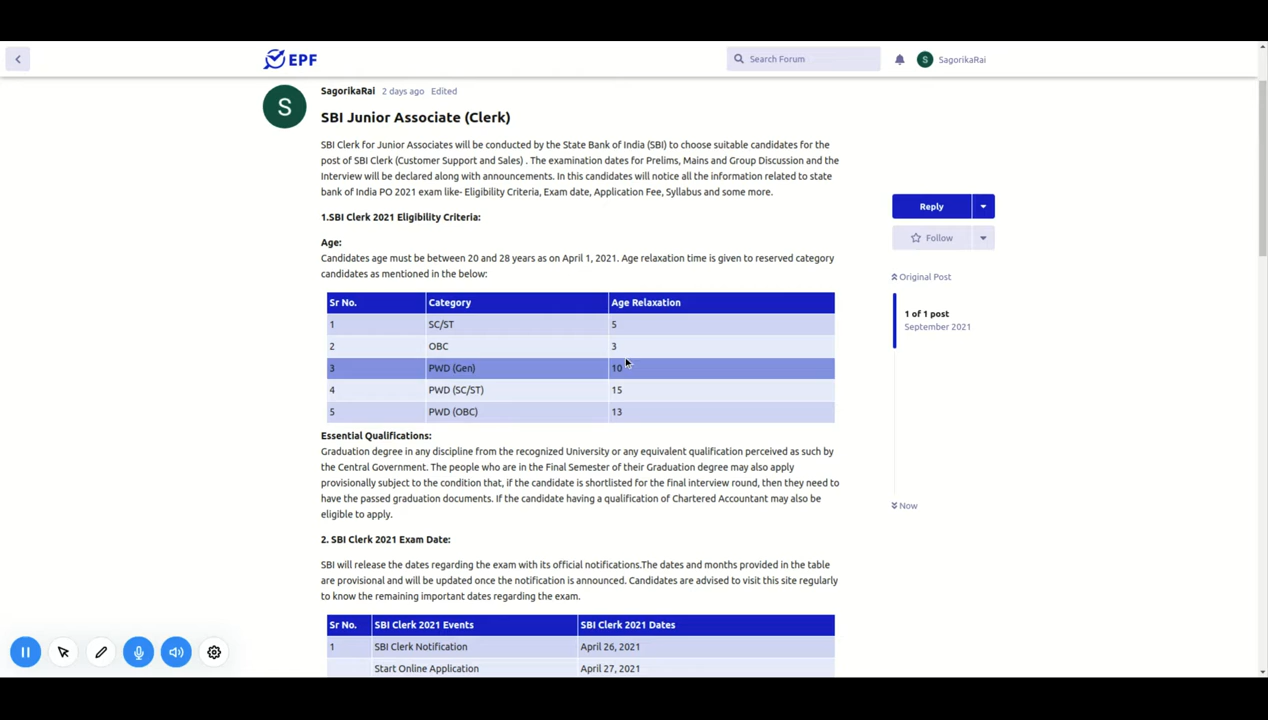 EPF
Search Forum
S
SagorikaRai
S
SagorikaRai 2 days ago Edited
SBI Junior Associate (Clerk)
SBI Clerk for Junior Associates will be conducted by the State Bank of India (SBI) to choose suitable candidates for the
post of SBI Clerk (Customer Support and Sales) . The examination dates for Prelims, Mains and Group Discussion and the
Interview will be declared along with announcements. In this candidates will notice all the information related to state
bank of India PO 2021 exam like- Eligibility Criteria, Exam date, Application Fee, Syllabus and some more.
1.SBI Clerk 2021 Eligibility Criteria:
Age:
Candidates age must be between 20 and 28 years as on April 1, 2021. Age relaxation time is given to reserved category
candidates as mentioned in the below:
Sr No. Category Age Relaxation
1 SC/ST 5
2 OBC 3
3 PWD (Gen) 10
4 PWD (SC/ST) 15
5 PWD (OBC) 13
Essential Qualifications:
Graduation degree in any discipline from the recognized University or any equivalent qualification perceived as such by
the Central Government. The people who are in the Final Semester of their Graduation degree may also apply
provisionally subject to the condition that, if the candidate is shortlisted for the final interview round, then they need to
have the passed graduation documents. If the candidate having a qualification of Chartered Accountant may also be
eligible to apply.
2. SBI Clerk 2021 Exam Date:
SBI will release the dates regarding the exam with its official notifications.The dates and months provided in the table
are provisional and will be updated once the notification is announced. Candidates are advised to visit this site regularly
to know the remaining important dates regarding the exam.
Sr No. SBI Clerk 2021 Events SBI Clerk 2021 Dates
1 SBI Clerk Notification April 26, 2021
Start Online Application April 27, 2021
Reply
Follow
Original Post
1 of 1 post
September 2021
Now